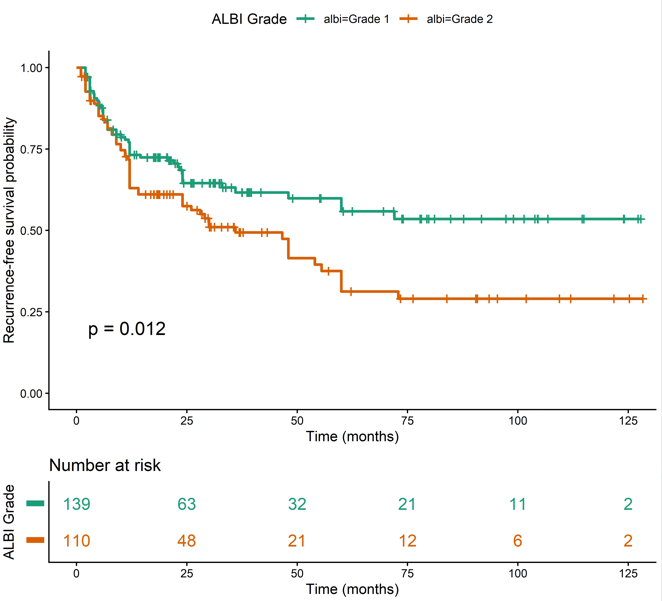 ALBI Grade albi=Grade 1 albi=Grade 2
Recurrence-free survival probability
1.00
0.75
0.50
0.25
0.00
p = 0.012
0 25 50 75 100 125
Time (months)
Number at risk
ALBI Grade
139 63 32 21 11 2
110 48 21 12 6 2
0 25 50 75 100 125
Time (months)